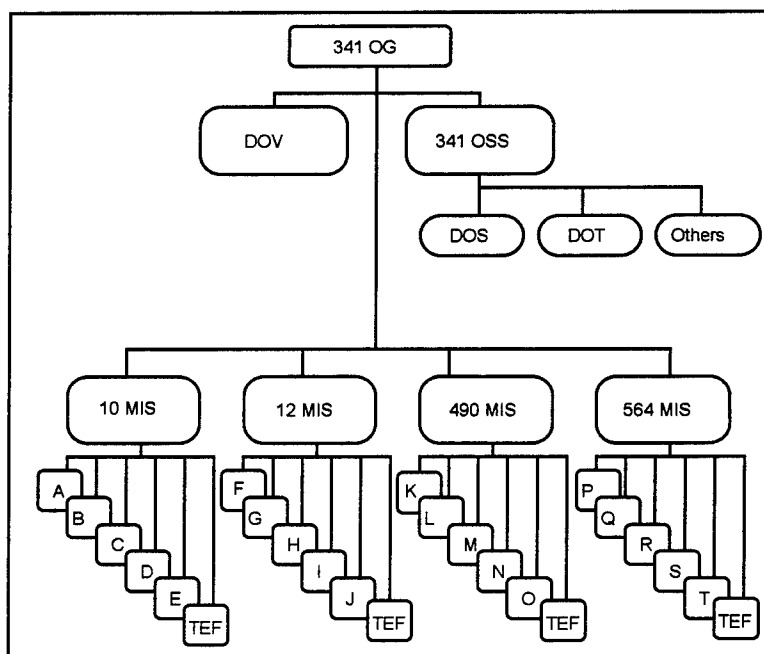 341 OG
DOV
341 OSS
DOS
DOT
Others
10 MIS
12 MIS
490 MIS
564 MIS
A
B
C
D
E
TEF
F
G
H
I
J
TEF
K
L
M
N
O
TEF
P
Q
R
S
T
TEF